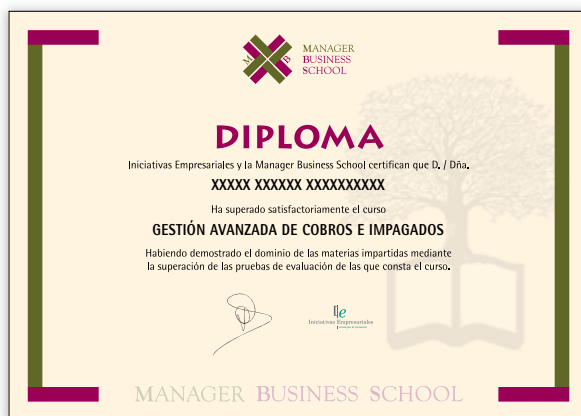 M B
MANAGER
BUSINESS
SCHOOL
DIPLOMA
Iniciativas Empresariales y la Manager Business School certifican que D. / Dña.
XXXXX XXXXXX XXXXXXXXXX
Ha superado satisfactoriamente el curso
GESTIÓN AVANZADA DE COBROS E IMPAGADOS
Habiendo demostrado el dominio de las materias impartidas mediante
la superación de las pruebas de evaluación de las que consta el curso.
Ie
Iniciativas Empresariales
MANAGER BUSINESS SCHOOL